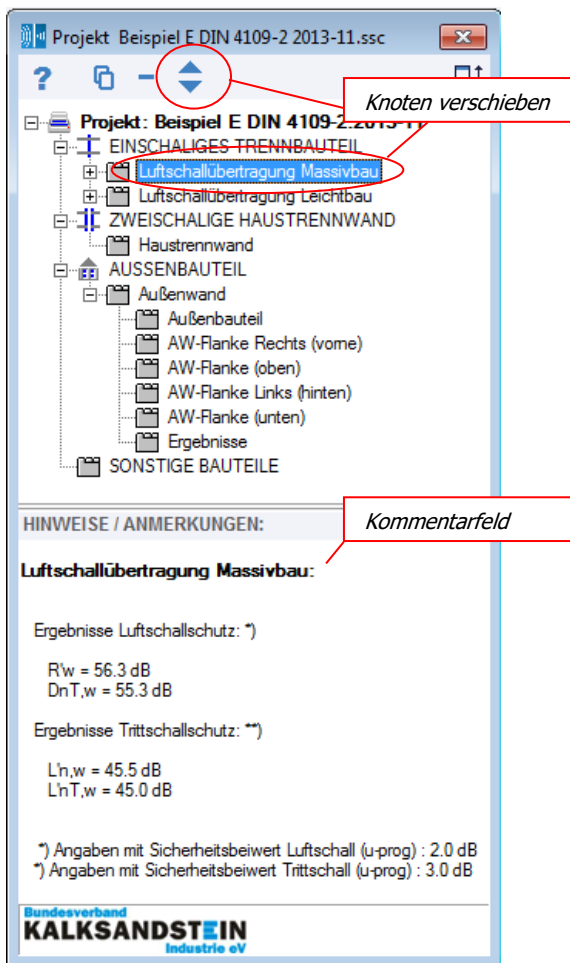 Projekt Beispiel E DIN 4109-2 2013-11.ssc
?
Knoten verschieben
Projekt: Beispiel E DIN 4109-2:2013-11
EINSCHALIGES TRENNBAUTEIL
Luftschallübertragung Massivbau
Luftschallübertragung Leichtbau
ZWEISCHALIGE HAUSTRENNWAND
Haustrennwand
AUSSENBAUTEIL
Außenwand
Außenbauteil
AW-Flanke Rechts (vorne)
AW-Flanke (oben)
AW-Flanke Links (hinten)
AW-Flanke (unten)
Ergebnisse
SONSTIGE BAUTEILE
HINWEISE / ANMERKUNGEN:
Kommentarfeld
Luftschallübertragung Massivbau:
Ergebnisse Luftschallschutz: *)
R'w = 56.3 dB
DnT,w = 55.3 dB
Ergebnisse Trittschallschutz: **)
L'n,w = 45.5 dB
L'nT,w = 45.0 dB
*) Angaben mit Sicherheitsbeiwert Luftschall (u-prog) : 2.0 dB
*) Angaben mit Sicherheitsbeiwert Trittschall (u-prog) : 3.0 dB
Bundesverband
KALKSANDSTEIN
Industrie eV